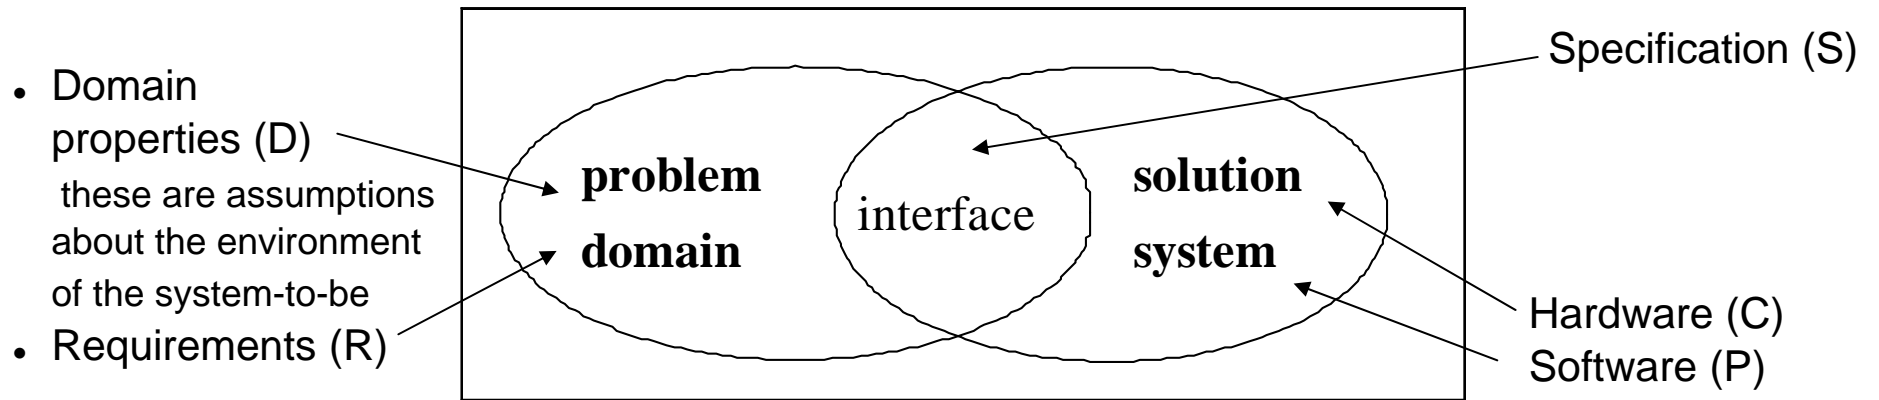 • Domain
properties (D)
these are assumptions
about the environment
of the system-to-be
• Requirements (R)
problem
domain
interface
solution
system
Specification (S)
Hardware (C)
Software (P)